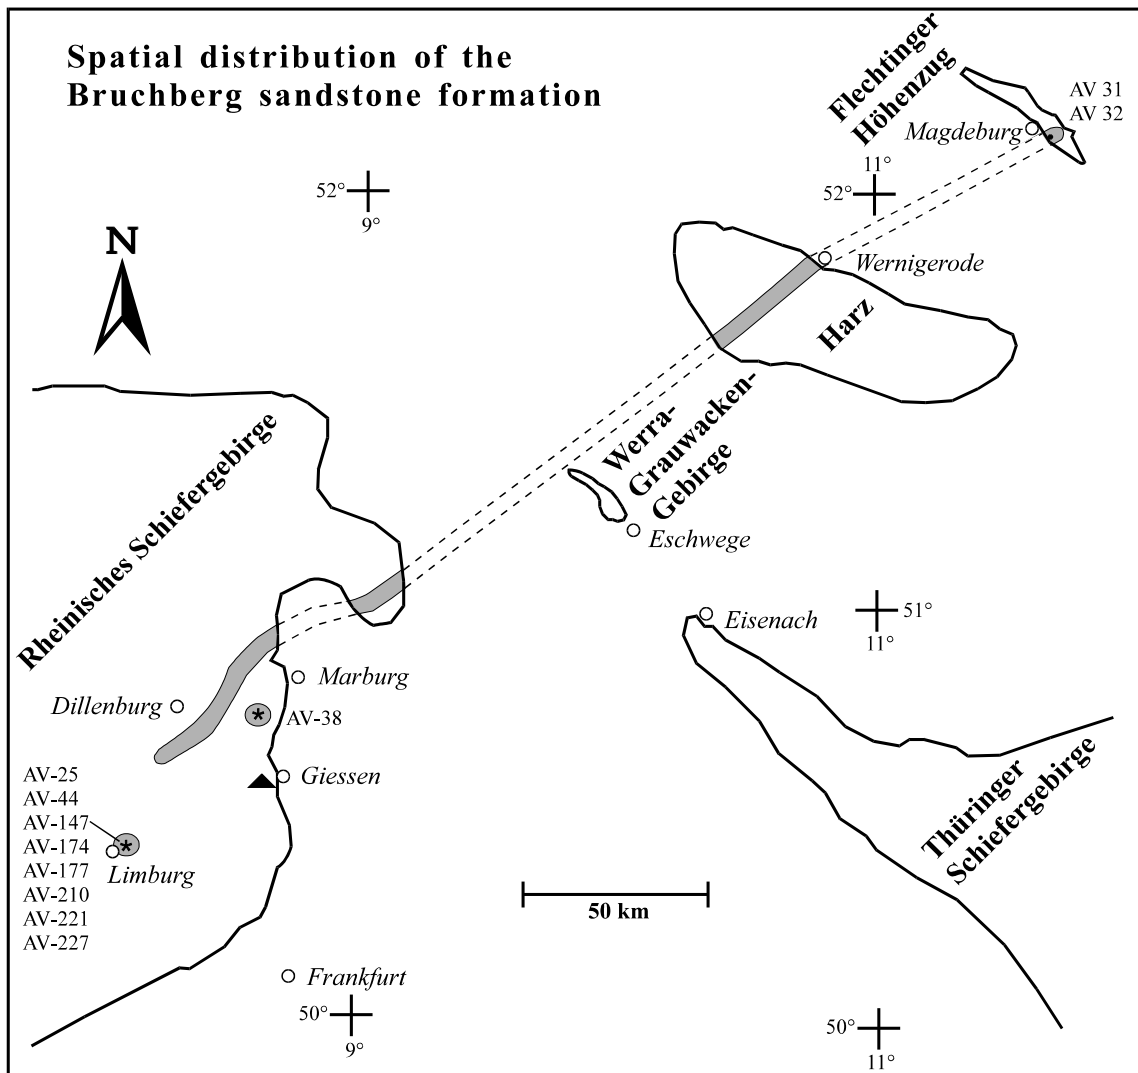 Spatial distribution of the
Bruchberg sandstone formation
Flechtinger
Höhenzug
AV 31
AV 32
Magdeburg
11°
52°
52°
9°
N
Wernigerode
Harz
Werra-
Grauwacken-
Gebirge
Rheinisches Schiefergebirge
Eschwege
Eisenach
51°
11°
Marburg
Dillenburg
AV-38
Giessen
AV-25
AV-44
AV-147
AV-174
AV-177
AV-210
AV-221
AV-227
Limburg
Thüringer
Schiefergebirge
50 km
Frankfurt
50°
9°
50°
11°